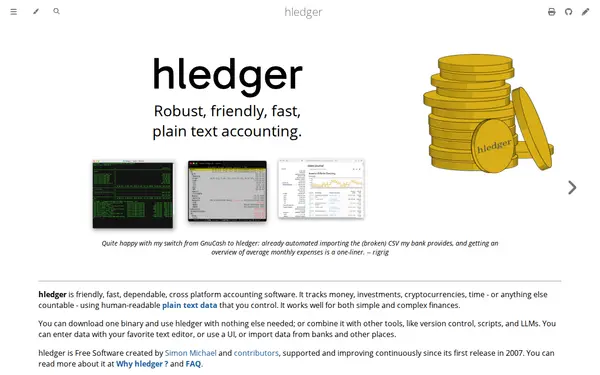 hledger
hledger
Robust, friendly, fast,
plain text accounting.
hledger
Quite happy with my switch from GnuCash to hledger: already automated importing the (broken) CSV my bank provides, and getting an
overview of average monthly expenses is a one-liner. -- rigrig
hledger is friendly, fast, dependable, cross platform accounting software. It tracks money, investments, cryptocurrencies, time - or anything else
countable - using human-readable plain text data that you control. It works well for both simple and complex finances.
You can download one binary and use hledger with nothing else needed; or combine it with other tools, like version control, scripts, and LLMs. You
can enter data with your favorite text editor, or use a UI, or import data from banks and other places.
hledger is Free Software created by Simon Michael and contributors, supported and improving continuously since its first release in 2007. You can
read more about it at Why hledger ? and FAQ.